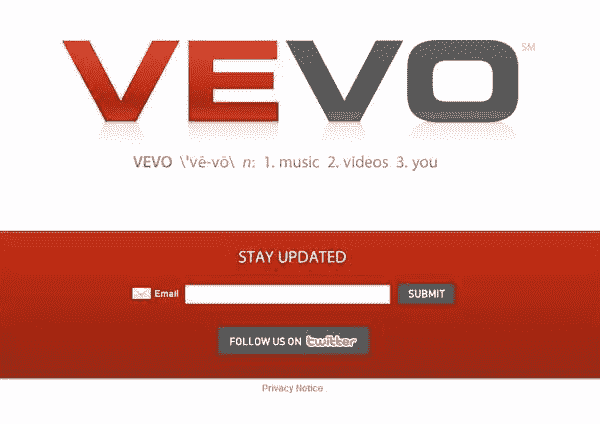 VEVO SM
VEVO \'vē-vō\ n: 1. music 2. videos 3. you
STAY UPDATED
Email SUBMIT
FOLLOW US ON twitter
Privacy Notice